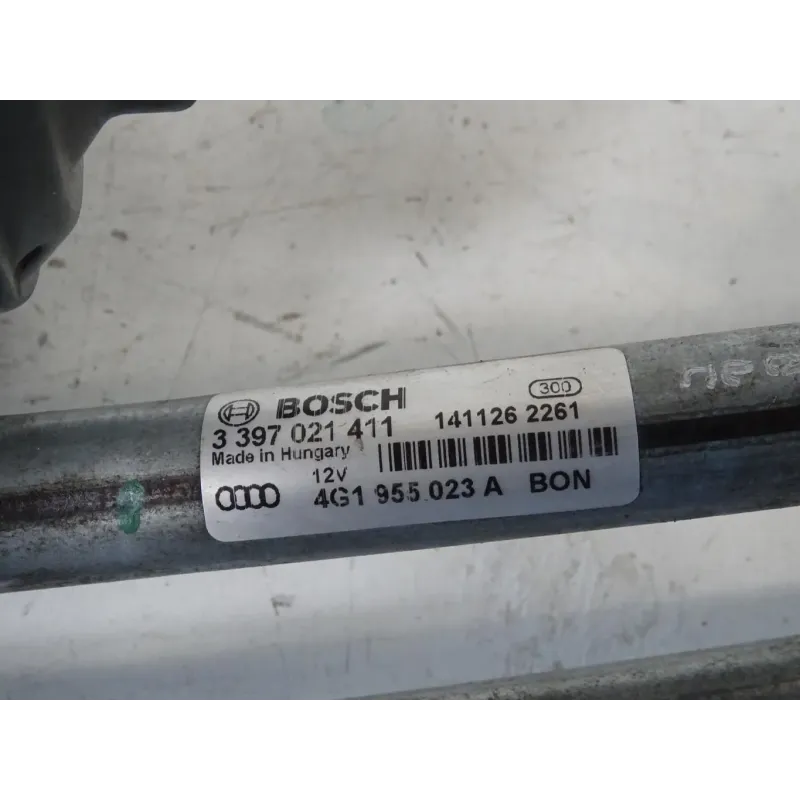 BOSCH 300
3 397 021 411 141126 2261
Made in Hungary
12V
4G1 955 023 A BON